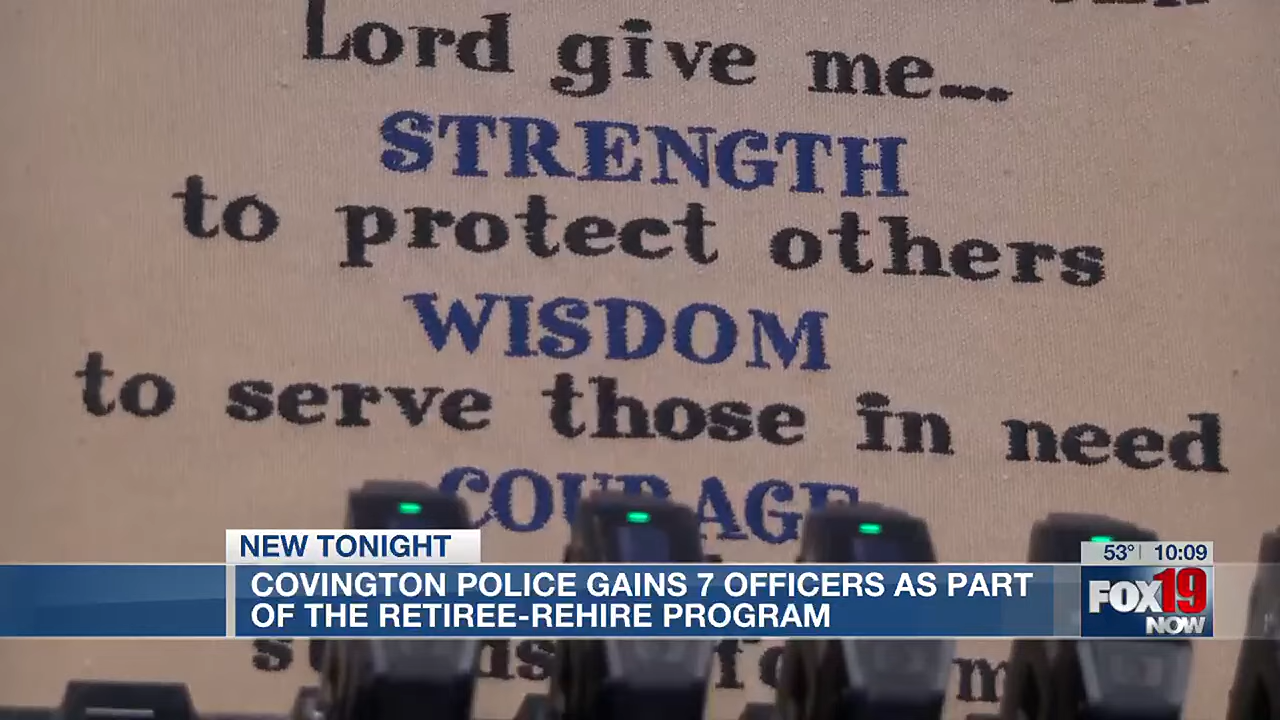 Lord give me...
STRENGTH
to protect others
WISDOM
to serve those in need
COURAGE
NEW TONIGHT
COVINGTON POLICE GAINS 7 OFFICERS AS PART
OF THE RETIREE-REHIRE PROGRAM
53° 10:09
FOX19
NOW